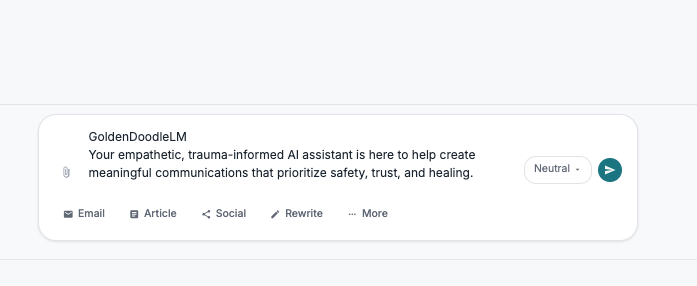 GoldenDoodleLM
Your empathetic, trauma-informed AI assistant is here to help create
meaningful communications that prioritize safety, trust, and healing.
Neutral
Email
Article
Social
Rewrite
More